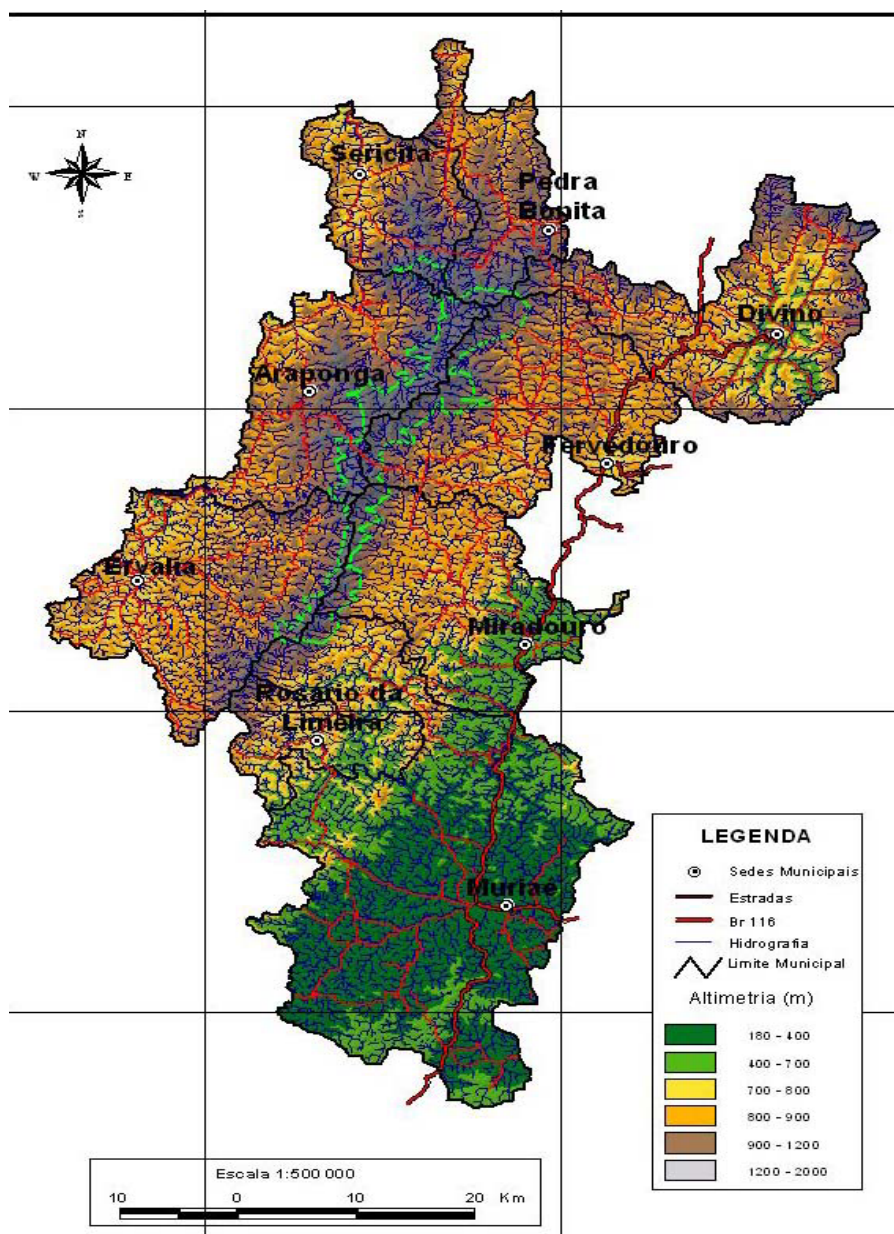 N
W E
S
Sericita
Pedra
Bonita
Divino
Araponga
Fervedouro
Ervalia
Miradouro
Rosário da
Limeira
Muriaé
LEGENDA
Sedes Municipais
Estradas
Br 116
Hidrografia
Limite Municipal
Altimetria (m)
180 - 400
400 - 700
700 - 800
800 - 900
900 - 1200
1200 - 2000
Escala 1:500 000
10 0 10 20 Km